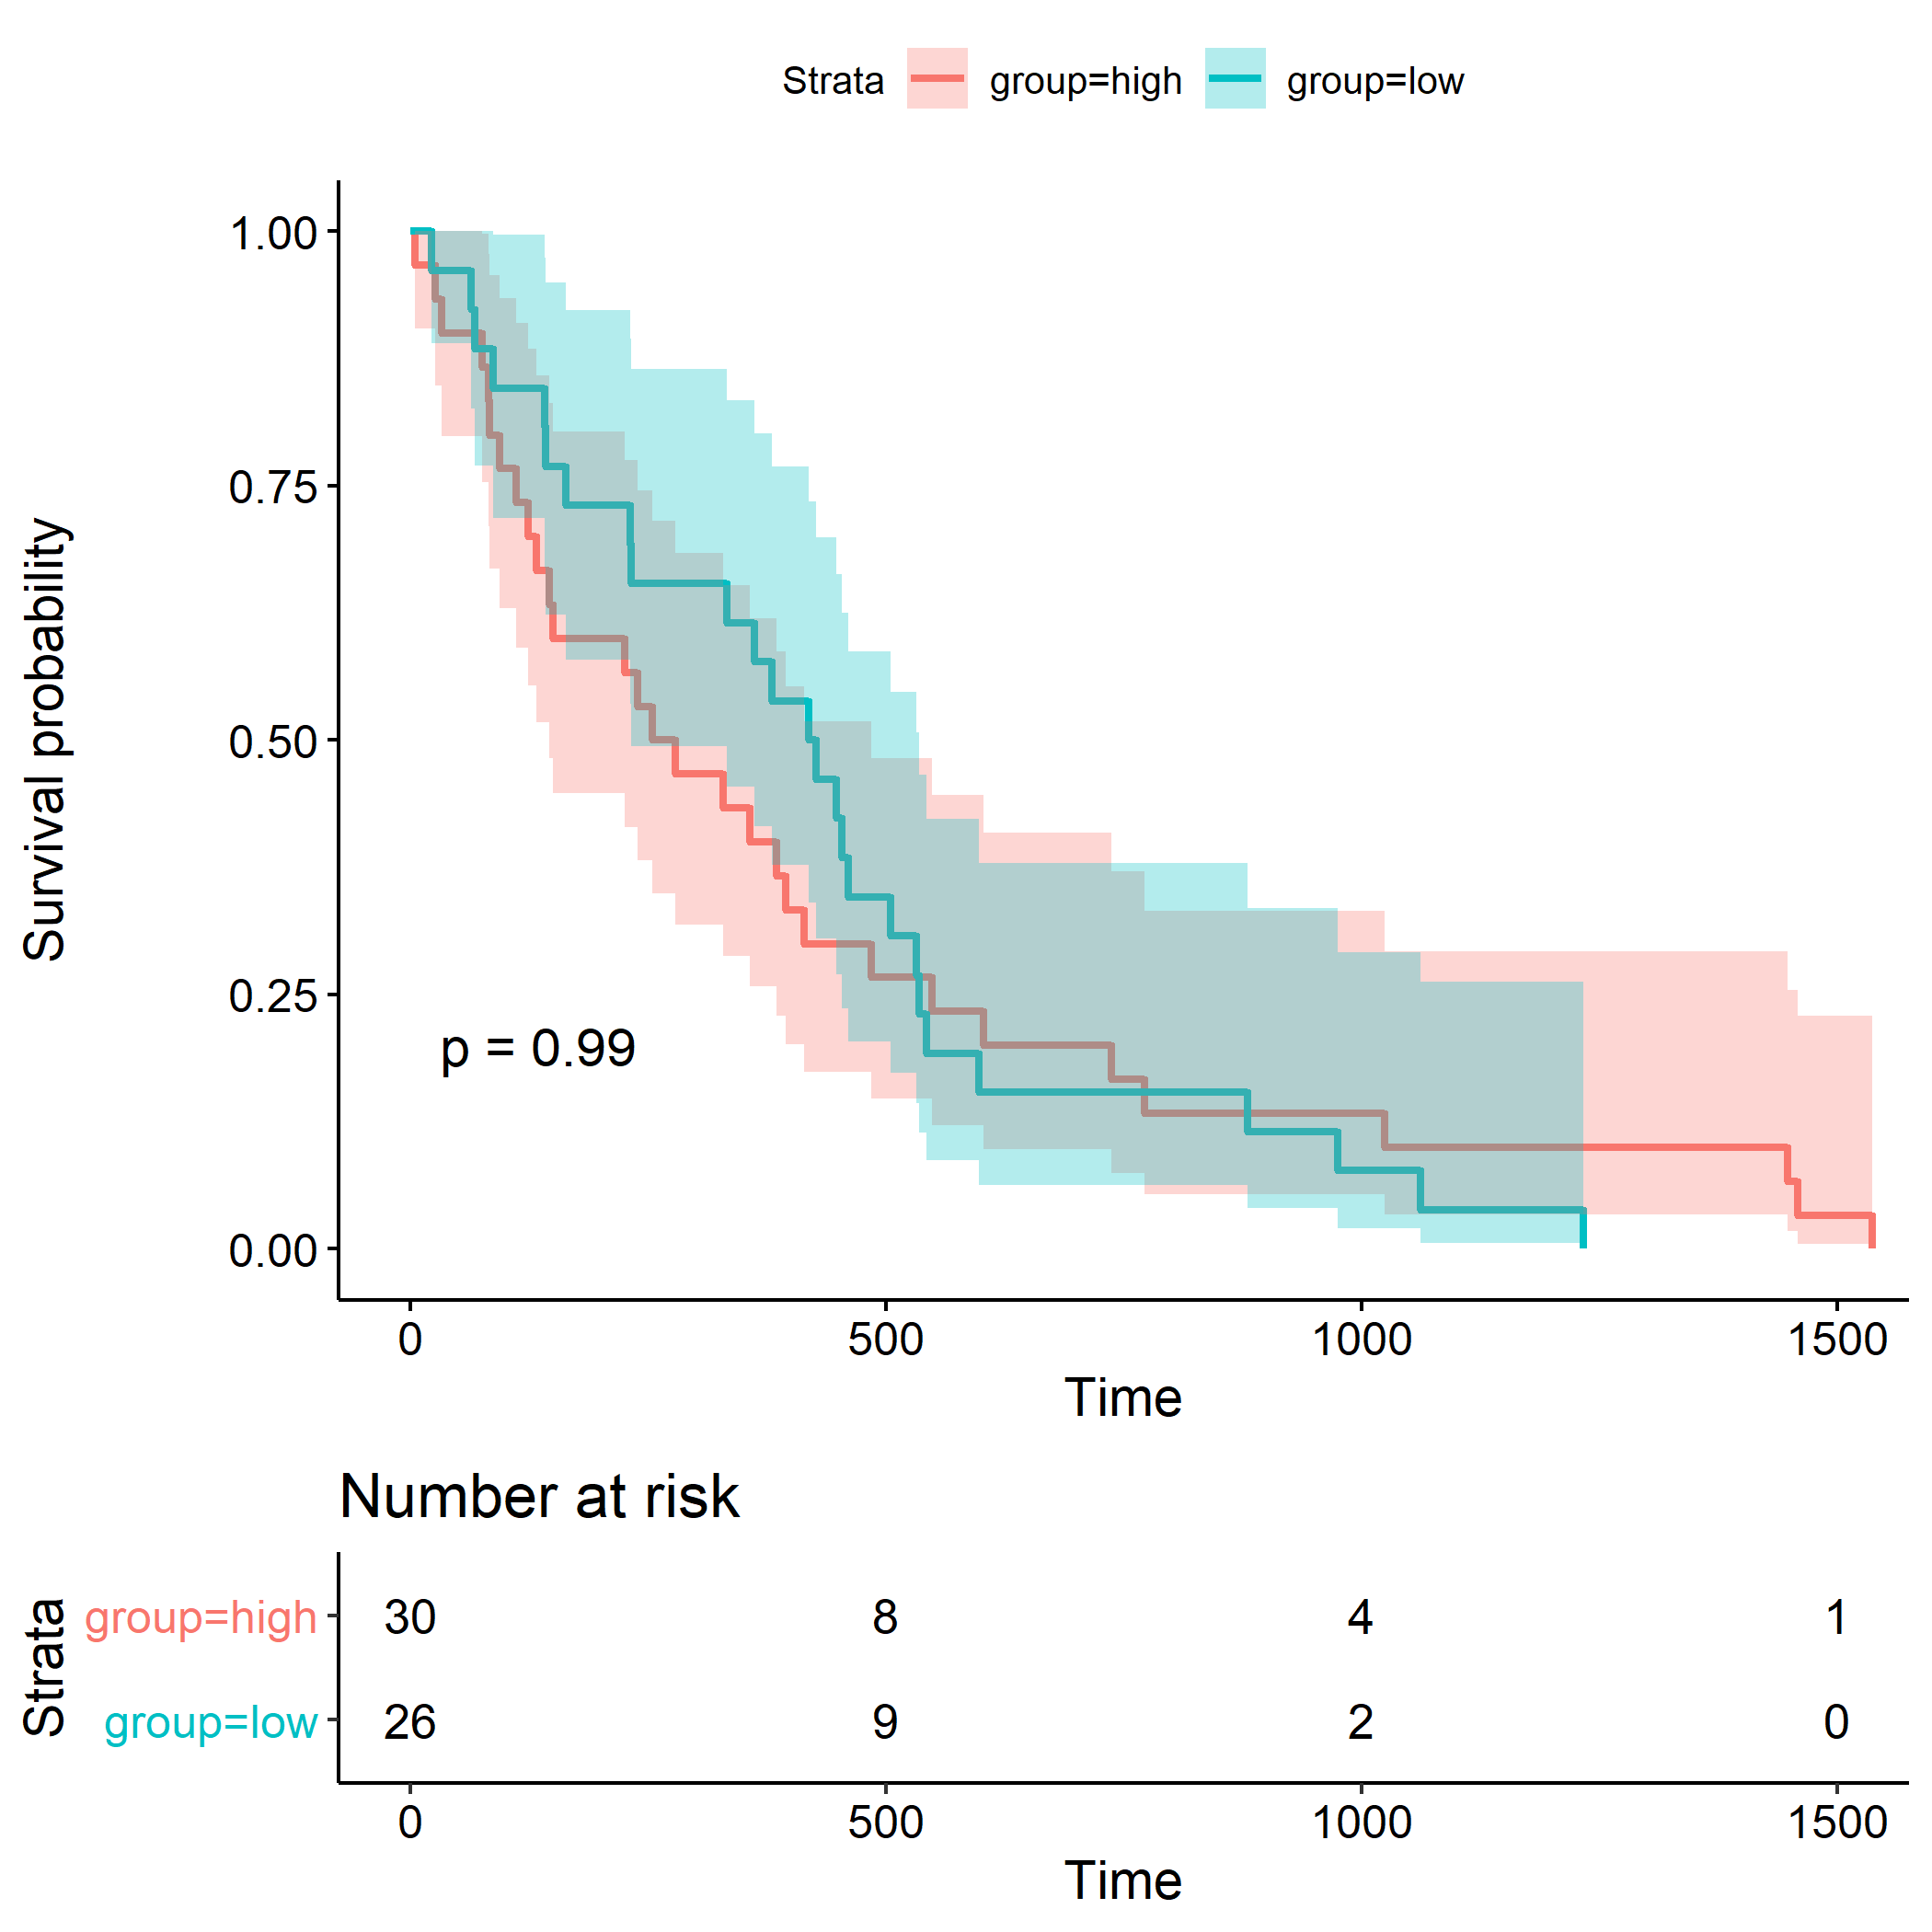 Strata group=high group=low
1.00
0.75
0.50
0.25
0.00
Survival probability
p = 0.99
0 500 1000 1500
Time
Number at risk
Strata
group=high 30 8 4 1
group=low 26 9 2 0
0 500 1000 1500
Time